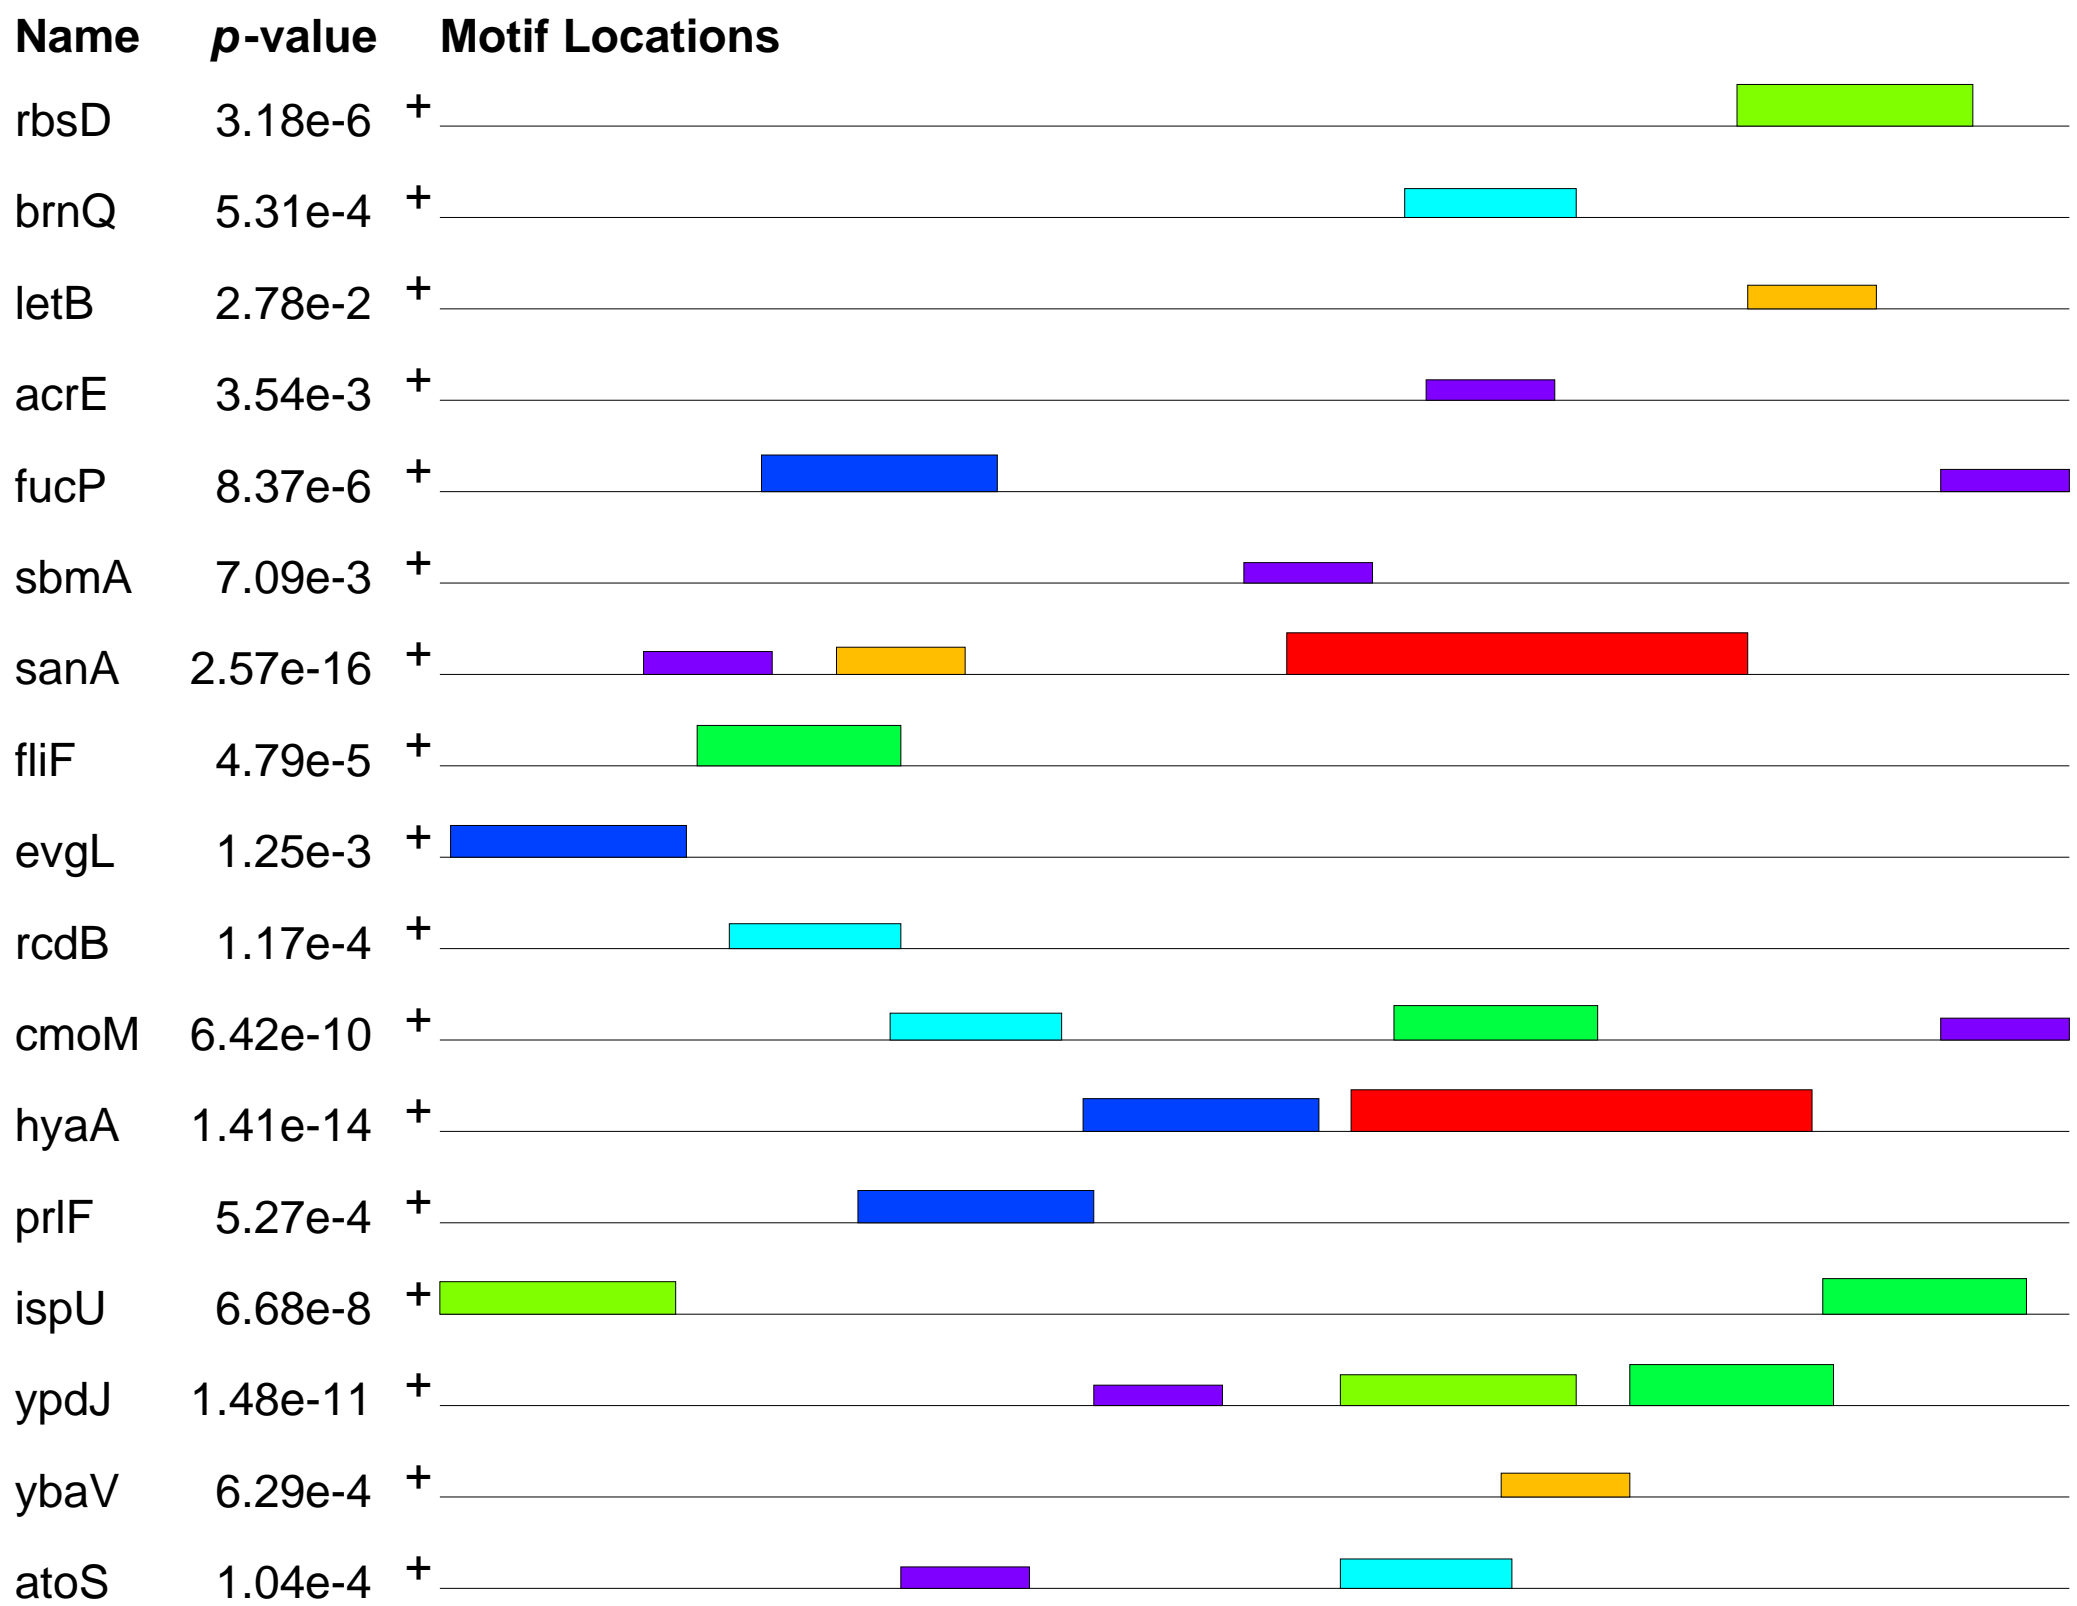 Name p-value Motif Locations
rbsD 3.18e-6 +
brnQ 5.31e-4 +
letB 2.78e-2 +
acrE 3.54e-3 +
fucP 8.37e-6 +
sbmA 7.09e-3 +
sanA 2.57e-16 +
fliF 4.79e-5 +
evgL 1.25e-3 +
rcdB 1.17e-4 +
cmoM 6.42e-10 +
hyaA 1.41e-14 +
prlF 5.27e-4 +
ispU 6.68e-8 +
ypdJ 1.48e-11 +
ybaV 6.29e-4 +
atoS 1.04e-4 +